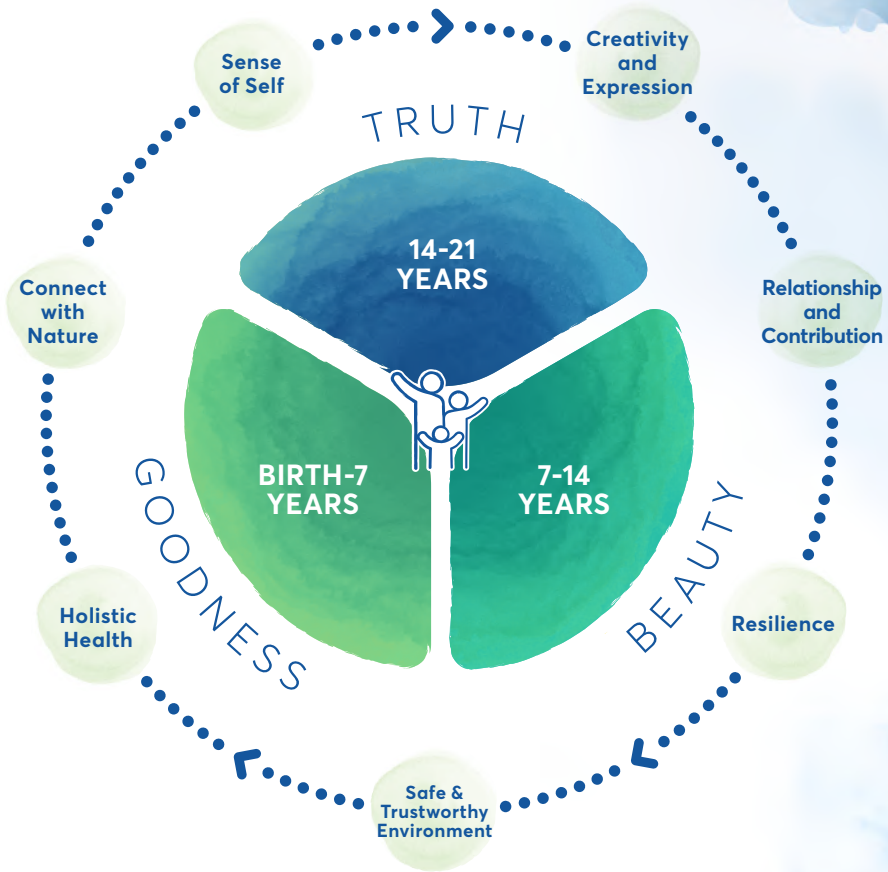 Sense
of Self
Creativity
and
Expression
TRUTH
14-21
YEARS
Connect
with
Nature
Relationship
and
Contribution
BIRTH-7
YEARS
7-14
YEARS
GOODNESS
BEAUTY
Holistic
Health
Resilience
Safe &
Trustworthy
Environment